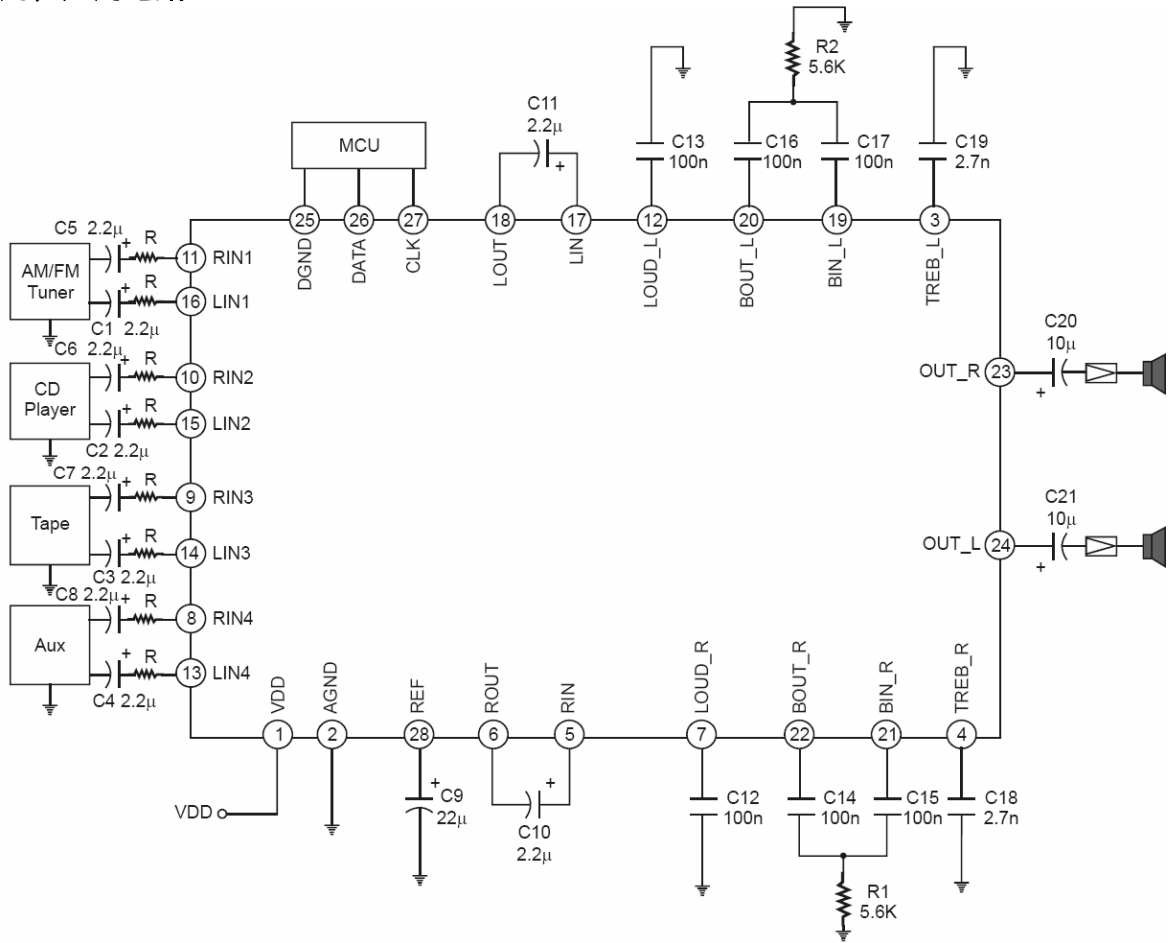 R2
5.6K
C11
2.2μ
C13
100n
C16
100n
C17
100n
C19
2.7n
MCU
25
26
27
18
17
12
20
19
3
DGND
DATA
CLK
LOUT
LIN
LOUD_L
BOUT_L
BIN_L
TREB_L
C5 2.2μ
R
11
RIN1
AM/FM
Tuner
R
16
LIN1
C1 2.2μ
C6 2.2μ
R
10
RIN2
CD
Player
R
15
LIN2
C2 2.2μ
C7 2.2μ
R
9
RIN3
Tape
R
14
LIN3
C3 2.2μ
C8 2.2μ
R
8
RIN4
Aux
R
13
LIN4
C4 2.2μ
C20
10μ
OUT_R
23
C21
10μ
OUT_L
24
VDD
AGND
REF
ROUT
RIN
LOUD_R
BOUT_R
BIN_R
TREB_R
1
2
28
6
5
7
22
21
4
VDD
C9
22μ
C10
2.2μ
C12
100n
C14
100n
C15
100n
C18
2.7n
R1
5.6K